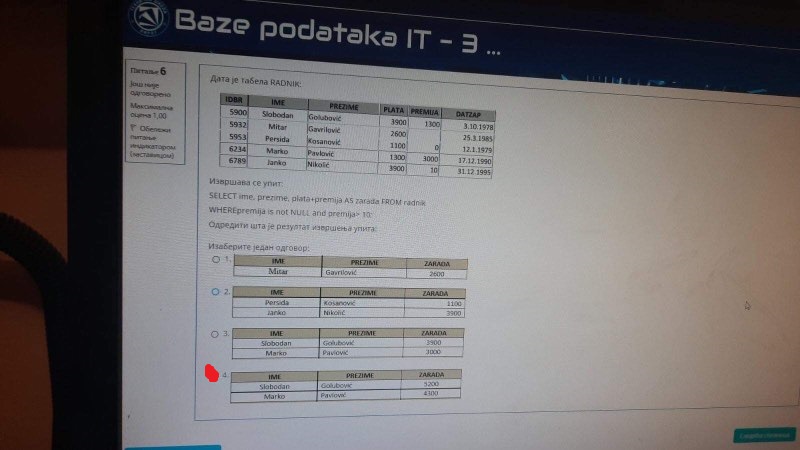 Baze podataka IT - 3 ...
Питање 6
Још није
одговорено
Максимална
оцена 1,00
Обележи
питање
индикатором
(заставицом)
Дата је табела RADNIK:
IDBR IME PREZIME PLATA PREMIJA DATZAP
5900 Slobodan Golubović 3900 1300 3.10.1978
5932 Mitar Gavrilović 2600 25.3.1985
5953 Persida Kosanović 1100 0 12.1.1979
6234 Marko Pavlović 1300 3000 17.12.1990
6789 Janko Nikolić 3900 10 31.12.1995
Извршава се упит:
SELECT ime, prezime, plata+premija AS zarada FROM radnik
WHEREpremija is not NULL and premija> 10;
Одредити шта је резултат извршења упита:
Изаберите један одговор:
1.
IME PREZIME ZARADA
Mitar Gavrilović 2600
2.
IME PREZIME ZARADA
Persida Kosanović 1100
Janko Nikolić 3900
3.
IME PREZIME ZARADA
Slobodan Golubović 3900
Marko Pavlović 3000
4.
IME PREZIME ZARADA
Slobodan Golubović 5200
Marko Pavlović 4300